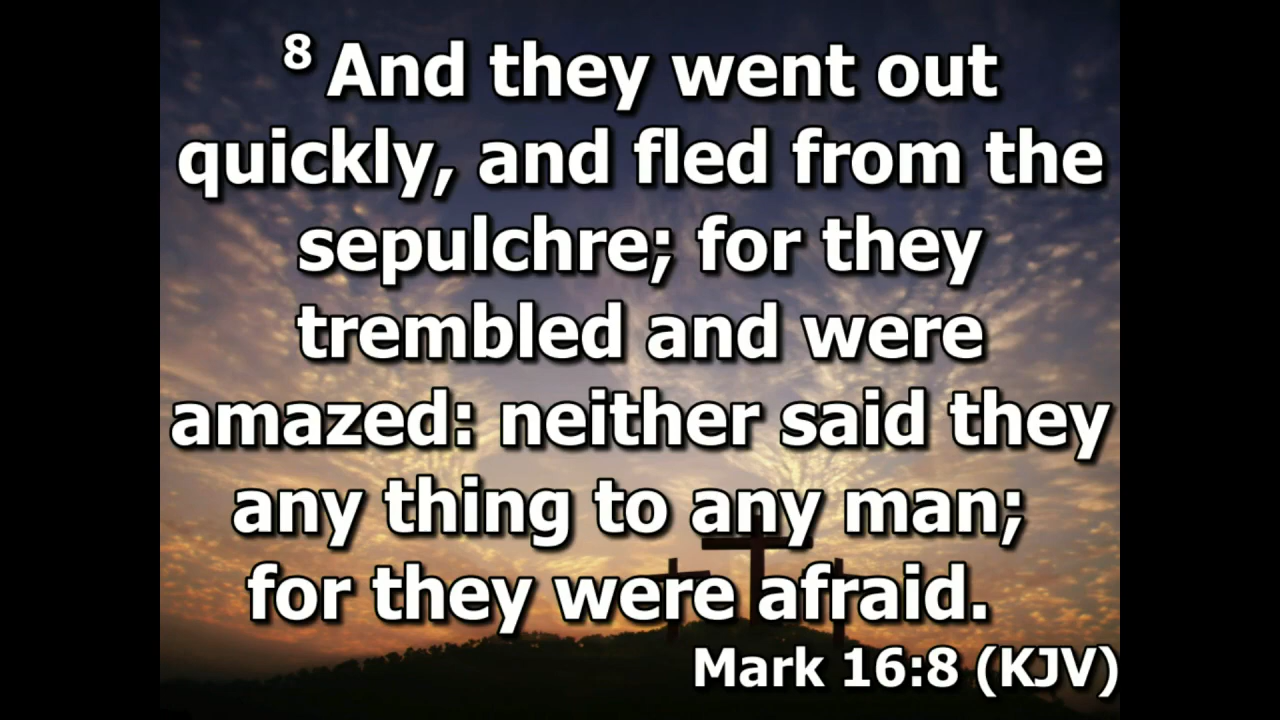 8 And they went out
quickly, and fled from the
sepulchre; for they
trembled and were
amazed: neither said they
any thing to any man;
for they were afraid.
Mark 16:8 (KJV)